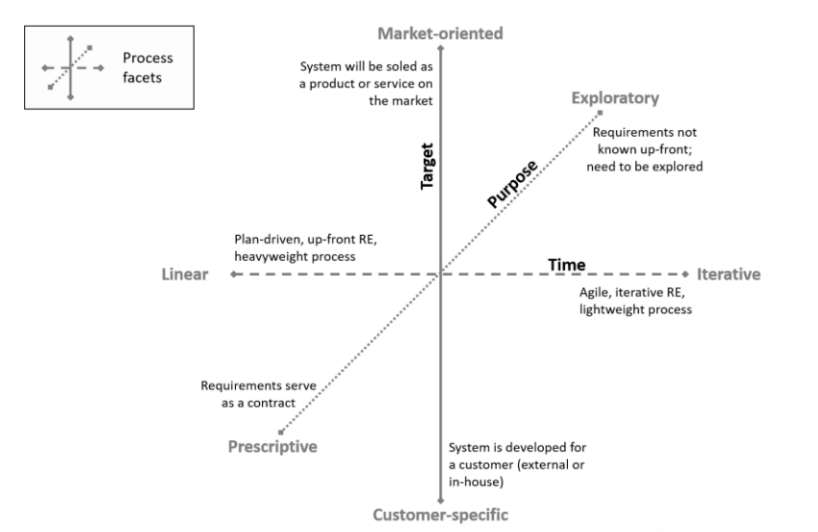 Process
facets
Market-oriented
System will be soled as
a product or service on
the market
Exploratory
Requirements not
known up-front;
need to be explored
Target
Purpose
Plan-driven, up-front RE,
heavyweight process
Linear
Time
Iterative
Agile, iterative RE,
lightweight process
Requirements serve
as a contract
Prescriptive
System is developed for
a customer (external or
in-house)
Customer-specific